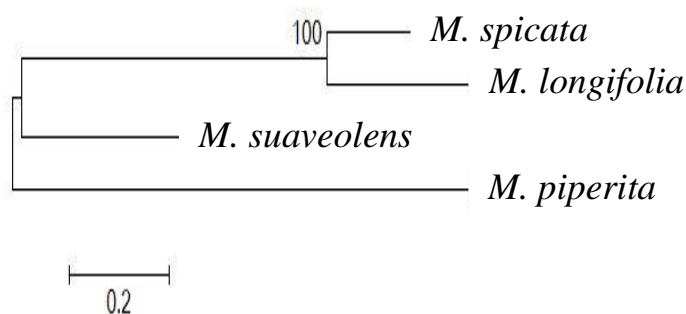 100
M. spicata
M. longifolia
M. suaveolens
M. piperita
0.2